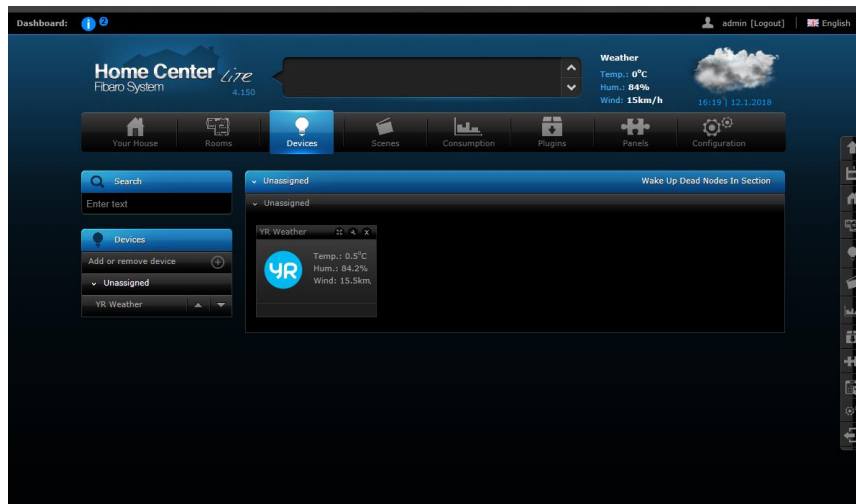 Dashboard: i 2 admin [Logout] English
Home Center Lite
Fibaro System
4.150
Weather
Temp.: 0°C
Hum.: 84%
Wind: 15km/h
16:19 | 12.1.2018
Your House Rooms Devices Scenes Consumption Plugins Panels Configuration
Search
Enter text
Devices
Add or remove device
Unassigned
YR Weather
Unassigned Wake Up Dead Nodes In Section
Unassigned
YR Weather
YR
Temp.: 0.5°C
Hum.: 84.2%
Wind: 15.5km,